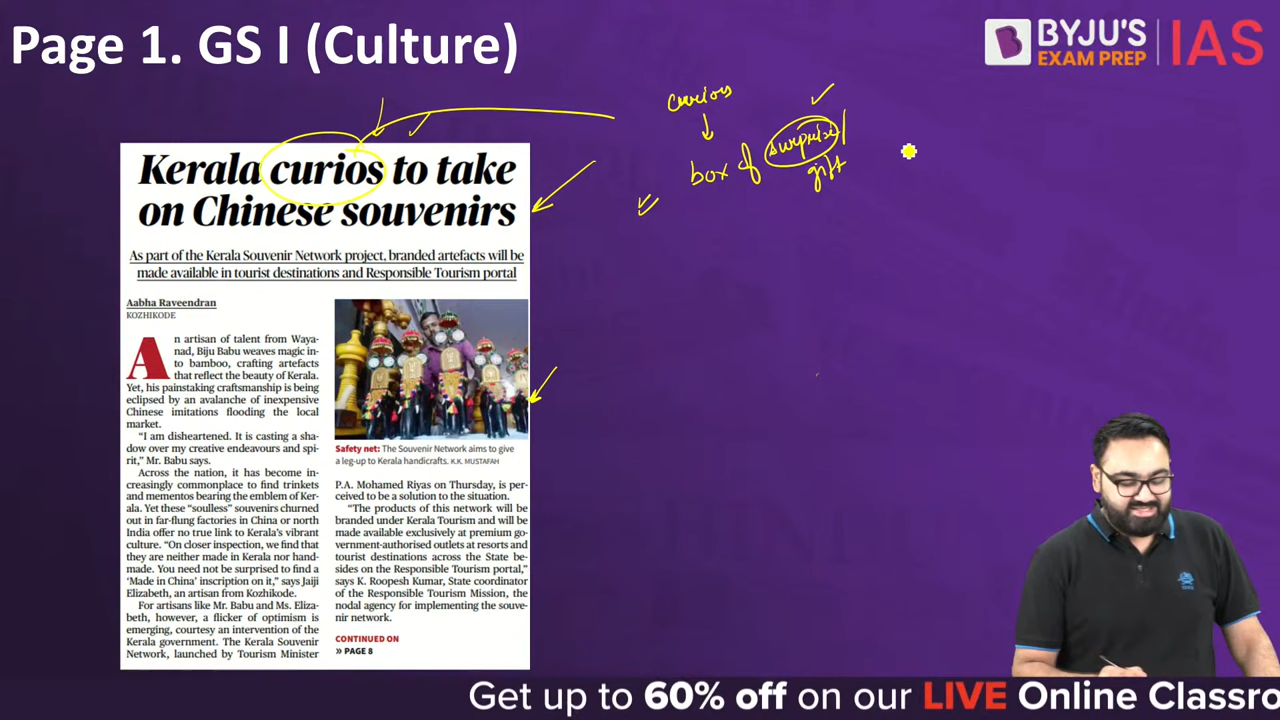 Page 1. GS I (Culture)
BYJU'S
EXAM PREP
IAS
curios
box of surprise/
gift
Kerala curios to take
on Chinese souvenirs
As part of the Kerala Souvenir Network project, branded artefacts will be
made available in tourist destinations and Responsible Tourism portal
Aabha Raveendran
KOZHIKODE
An artisan of talent from Waya-
nad, Biju Babu weaves magic in-
to bamboo, crafting artefacts
that reflect the beauty of Kerala.
Yet, his painstaking craftsmanship is being
eclipsed by an avalanche of inexpensive
Chinese imitations flooding the local
market.
“I am disheartened. It is casting a sha-
dow over my creative endeavours and spi-
rit,” Mr. Babu says.
Across the nation, it has become in-
creasingly commonplace to find trinkets
and mementos bearing the emblem of Ker-
ala. Yet these “soulless” souvenirs churned
out in far-flung factories in China or north
India offer no true link to Kerala’s vibrant
culture. “On closer inspection, we find that
they are neither made in Kerala nor hand-
made. You need not be surprised to find a
‘Made in China’ inscription on it,” says Jaiji
Elizabeth, an artisan from Kozhikode.
For artisans like Mr. Babu and Ms. Eliza-
beth, however, a flicker of optimism is
emerging, courtesy an intervention of the
Kerala government. The Kerala Souvenir
Network, launched by Tourism Minister
Safety net: The Souvenir Network aims to give
a leg-up to Kerala handicrafts. K.K. MUSTAFAH
P.A. Mohamed Riyas on Thursday, is per-
ceived to be a solution to the situation.
“The products of this network will be
branded under Kerala Tourism and will be
made available exclusively at premium go-
vernment-authorised outlets at resorts and
tourist destinations across the State be-
sides on the Responsible Tourism portal,”
says K. Roopesh Kumar, State coordinator
of the Responsible Tourism Mission, the
nodal agency for implementing the souve-
nir network.
CONTINUED ON
» PAGE 8
Get up to 60% off on our LIVE Online Classro